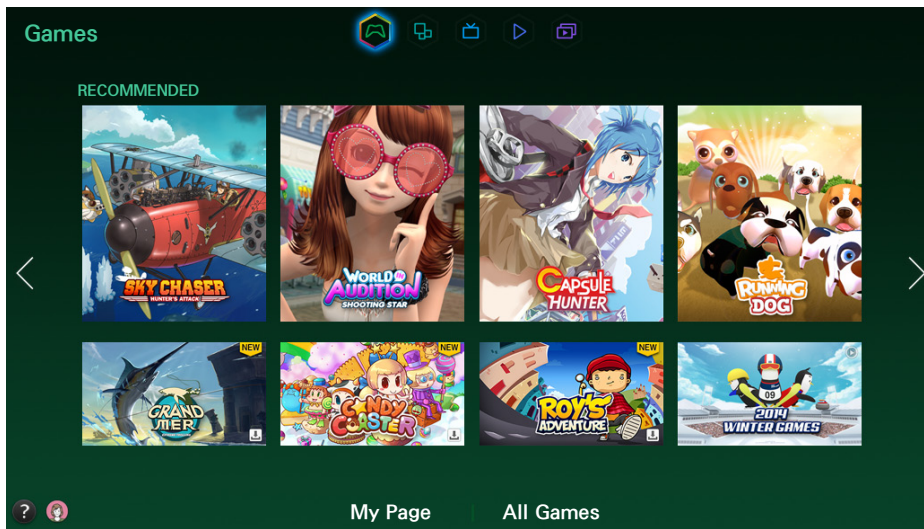 Games
RECOMMENDED
SKY CHASER
HUNTER'S ATTACK
WORLD IN
AUDITION
SHOOTING STAR
CAPSULE
HUNTER
RUNNING
DOG
NEW
GRAND
MER
NEW
CANDY
COASTER
NEW
ROY'S
ADVENTURE
09
2014
WINTER GAMES
?
My Page
All Games